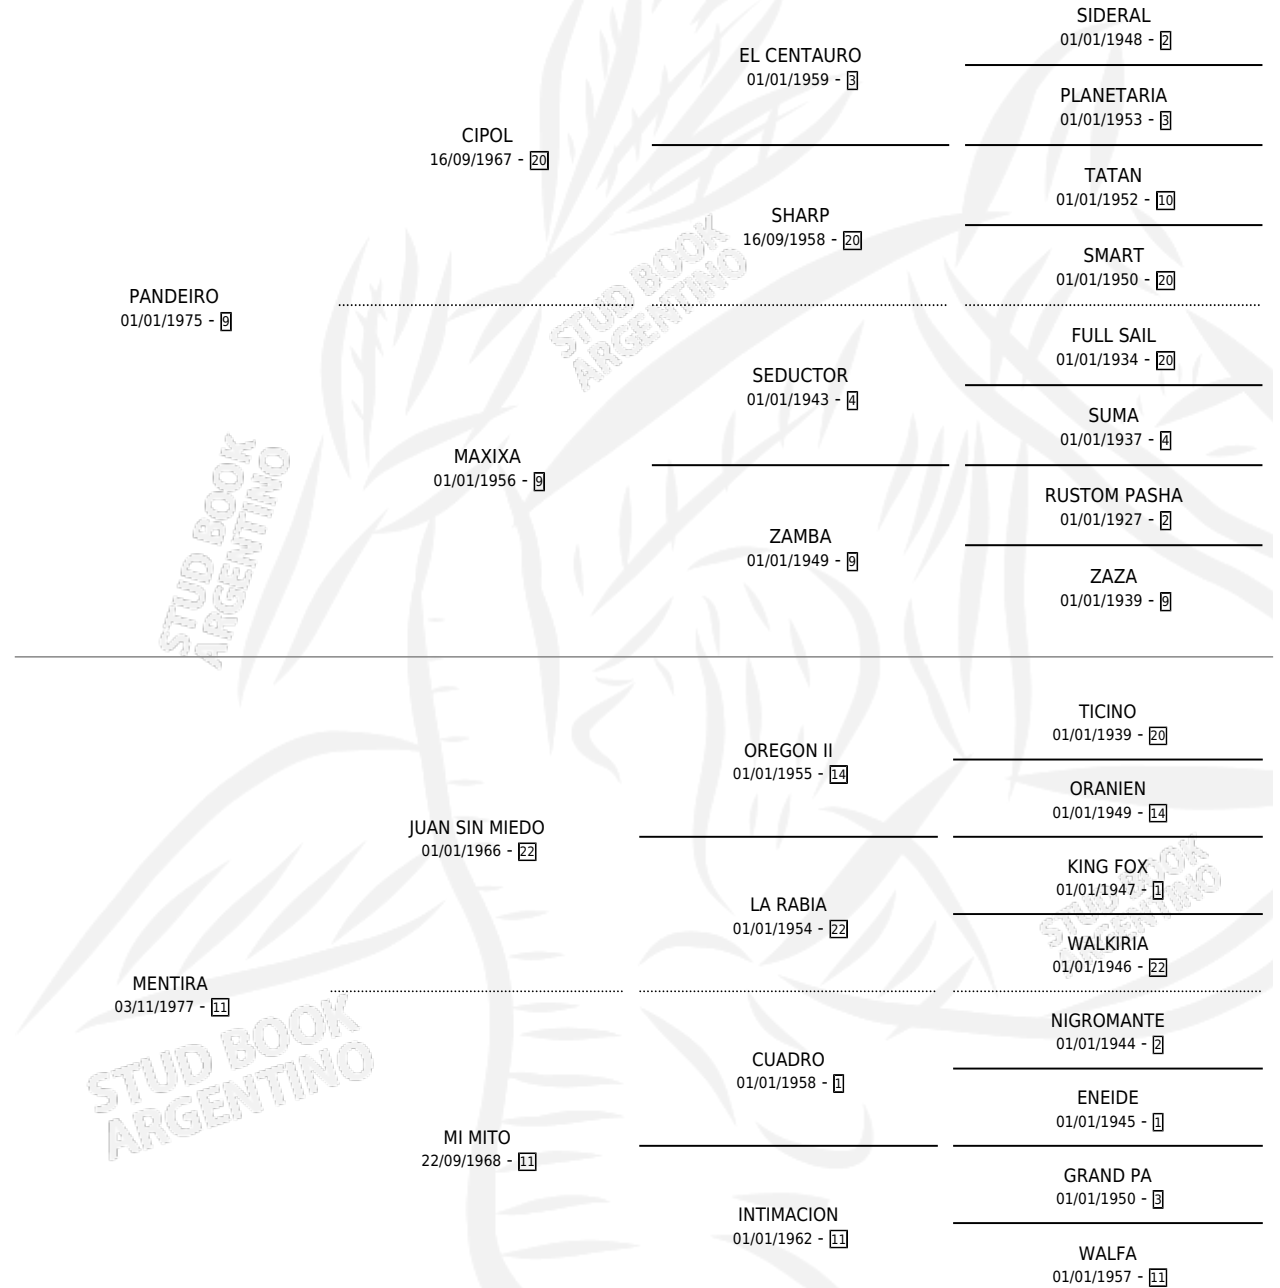 SIDERAL
01/01/1948 - 2
EL CENTAURO
01/01/1959 - 3
PLANETARIA
01/01/1953 - 3
CIPOL
16/09/1967 - 20
TATAN
01/01/1952 - 10
SHARP
16/09/1958 - 20
SMART
01/01/1950 - 20
PANDEIRO
01/01/1975 - 9
FULL SAIL
01/01/1934 - 20
SEDUCTOR
01/01/1943 - 4
SUMA
01/01/1937 - 4
MAXIXA
01/01/1956 - 9
RUSTOM PASHA
01/01/1927 - 2
ZAMBA
01/01/1949 - 9
ZAZA
01/01/1939 - 9
STUD BOOK
ARGENTINO
STUD BOOK
ARGENTINO
TICINO
01/01/1939 - 20
OREGON II
01/01/1955 - 14
ORANIEN
01/01/1949 - 14
JUAN SIN MIEDO
01/01/1966 - 22
KING FOX
01/01/1947 - 1
LA RABIA
01/01/1954 - 22
WALKIRIA
01/01/1946 - 22
MENTIRA
03/11/1977 - 11
NIGROMANTE
01/01/1944 - 2
CUADRO
01/01/1958 - 1
ENEIDE
01/01/1945 - 1
MI MITO
22/09/1968 - 11
GRAND PA
01/01/1950 - 3
INTIMACION
01/01/1962 - 11
WALFA
01/01/1957 - 11
STUD BOOK
ARGENTINO
STUD BOOK
ARGENTINO